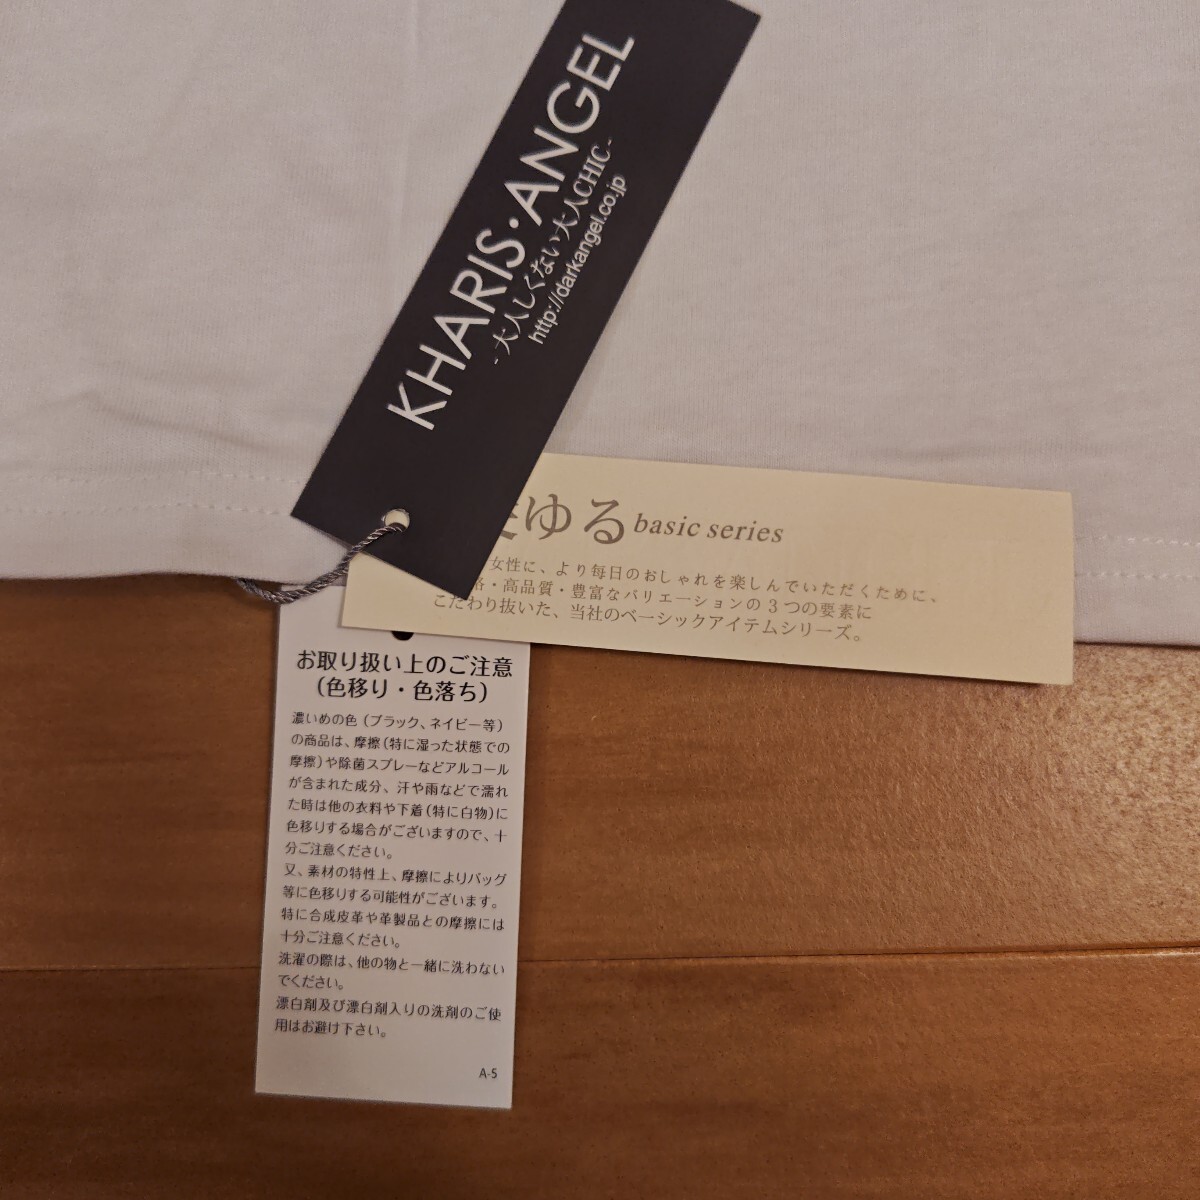 KHARIS・ANGEL
-大人しくない大人CHIC-
http://darkangel.co.jp
ゆる basic series
女性に、より毎日のおしゃれを楽しんでいただくために、
格・高品質・豊富なバリエーションの3つの要素に
こだわり抜いた、当社のベーシックアイテムシリーズ。
お取り扱い上のご注意
（色移り・色落ち）
濃いめの色（ブラック、ネイビー等）
の商品は、摩擦（特に湿った状態での
摩擦）や除菌スプレーなどアルコール
が含まれた成分、汗や雨などで濡れ
た時は他の衣料や下着（特に白物）に
色移りする場合がございますので、十
分ご注意ください。
又、素材の特性上、摩擦によりバッグ
等に色移りする可能性がございます。
特に合成皮革や革製品との摩擦には
十分ご注意ください。
洗濯の際は、他の物と一緒に洗わない
でください。
漂白剤及び漂白剤入りの洗剤のご使
用はお避け下さい。
A-5